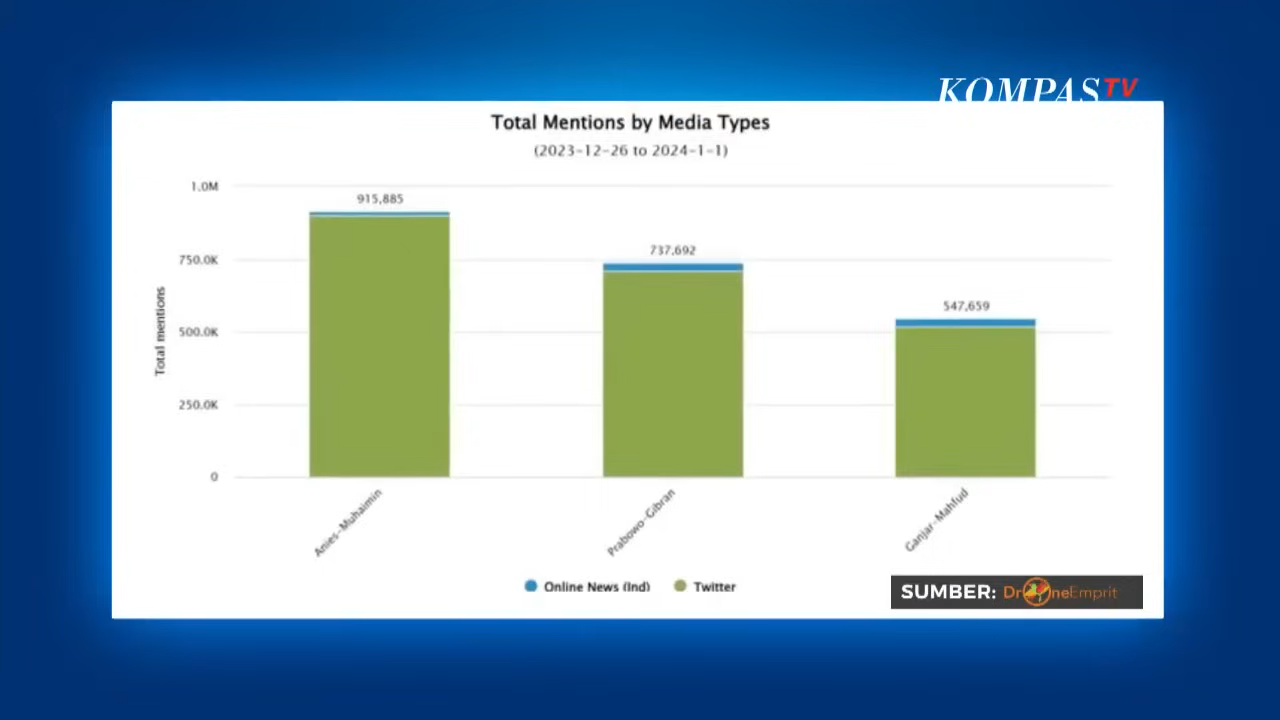 KOMPASTV
Total Mentions by Media Types
(2023-12-26 to 2024-1-1)
1.0M
915,885
750.0K
737,692
547,659
500.0K
250.0K
0
Total mentions
Anies-Muhaimin
Prabowo-Gibran
Ganjar-Mahfud
Online News (Ind)
Twitter
SUMBER: DroneEmprit